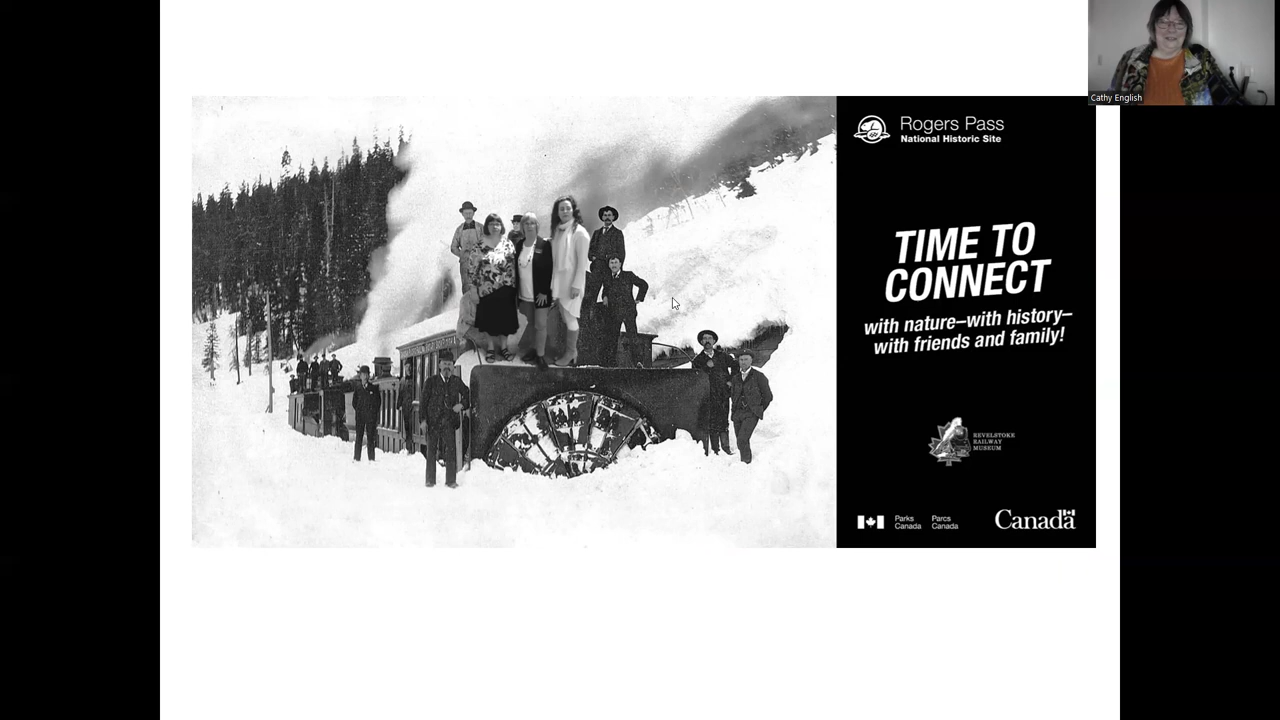 Cathy English
Rogers Pass
National Historic Site
TIME TO
CONNECT
with nature–with history–
with friends and family!
REVELSTOKE
RAILWAY
MUSEUM
Parks
Canada
Parcs
Canada
Canada